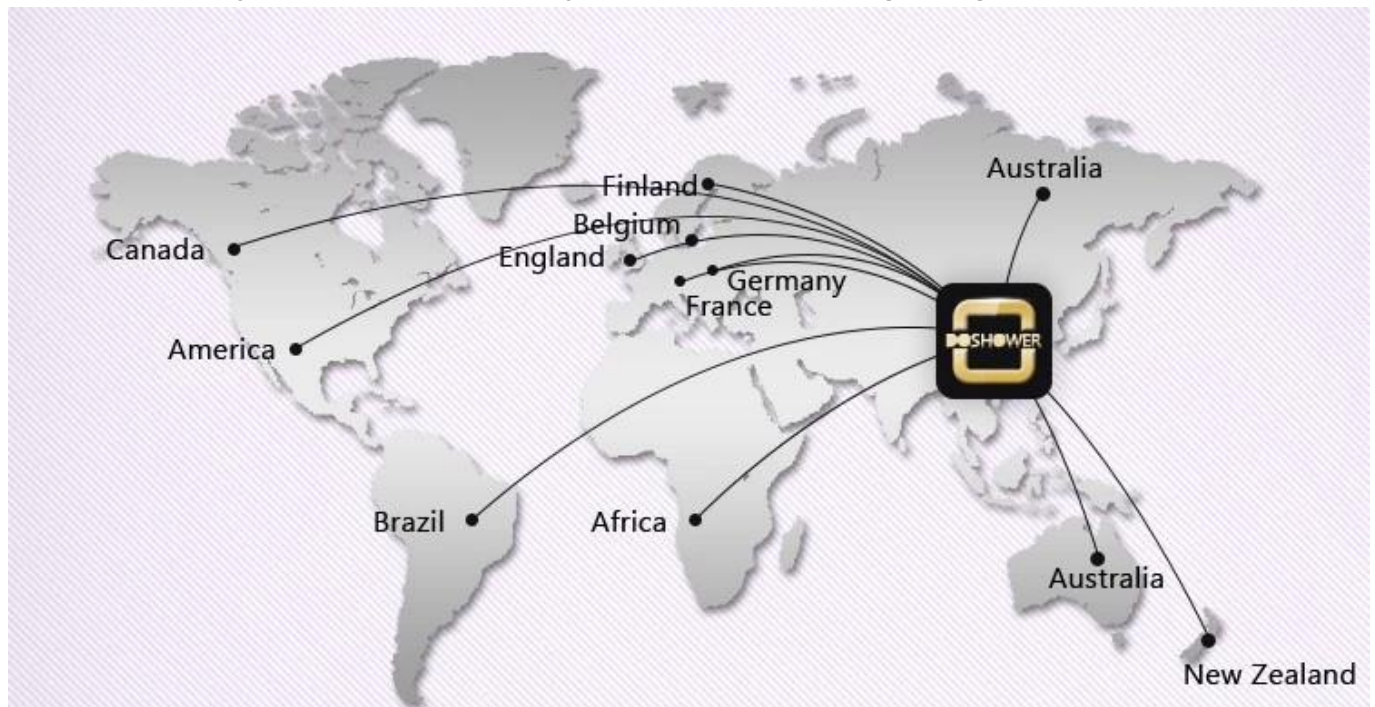 Australia
Finland
Belgium
Canada
England
Germany
France
DOSHOWER
America
Brazil
Africa
Australia
New Zealand